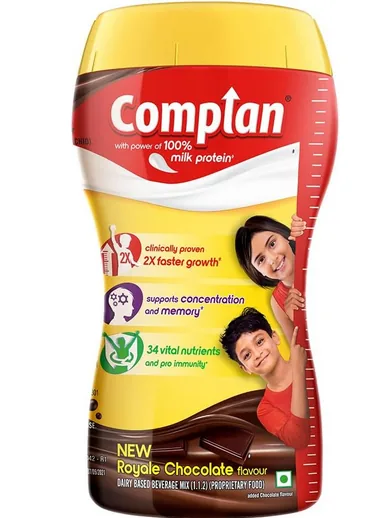 Complan®
with power of 100%
milk protein⁺
2X
clinically proven
2X faster growth^
supports concentration
and memory⁺
34 vital nutrients
and pro immunity*
NEW
Royale Chocolate flavour
DAIRY BASED BEVERAGE MIX (1.1.2) (PROPRIETARY FOOD)
added Chocolate flavour